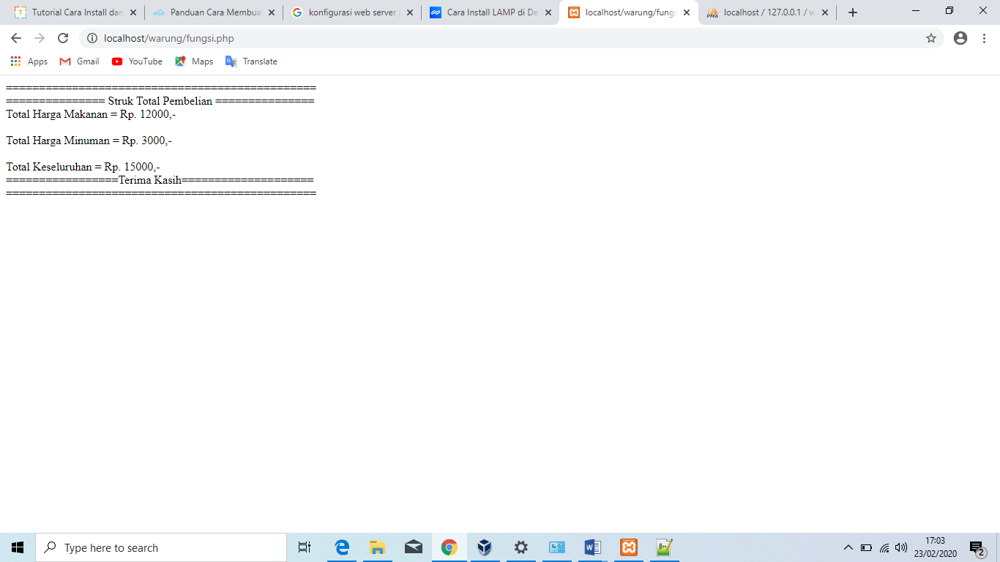 Tutorial Cara Install dan
Panduan Cara Membua
konfigurasi web server
Cara Install LAMP di De
localhost/warung/fungs
localhost / 127.0.0.1 / w
localhost/warung/fungsi.php
Apps
Gmail
YouTube
Maps
Translate
===============================================
=============== Struk Total Pembelian ===============
Total Harga Makanan = Rp. 12000,-
Total Harga Minuman = Rp. 3000,-
Total Keseluruhan = Rp. 15000,-
=================Terima Kasih====================
===============================================
Type here to search
17:03
23/02/2020
2